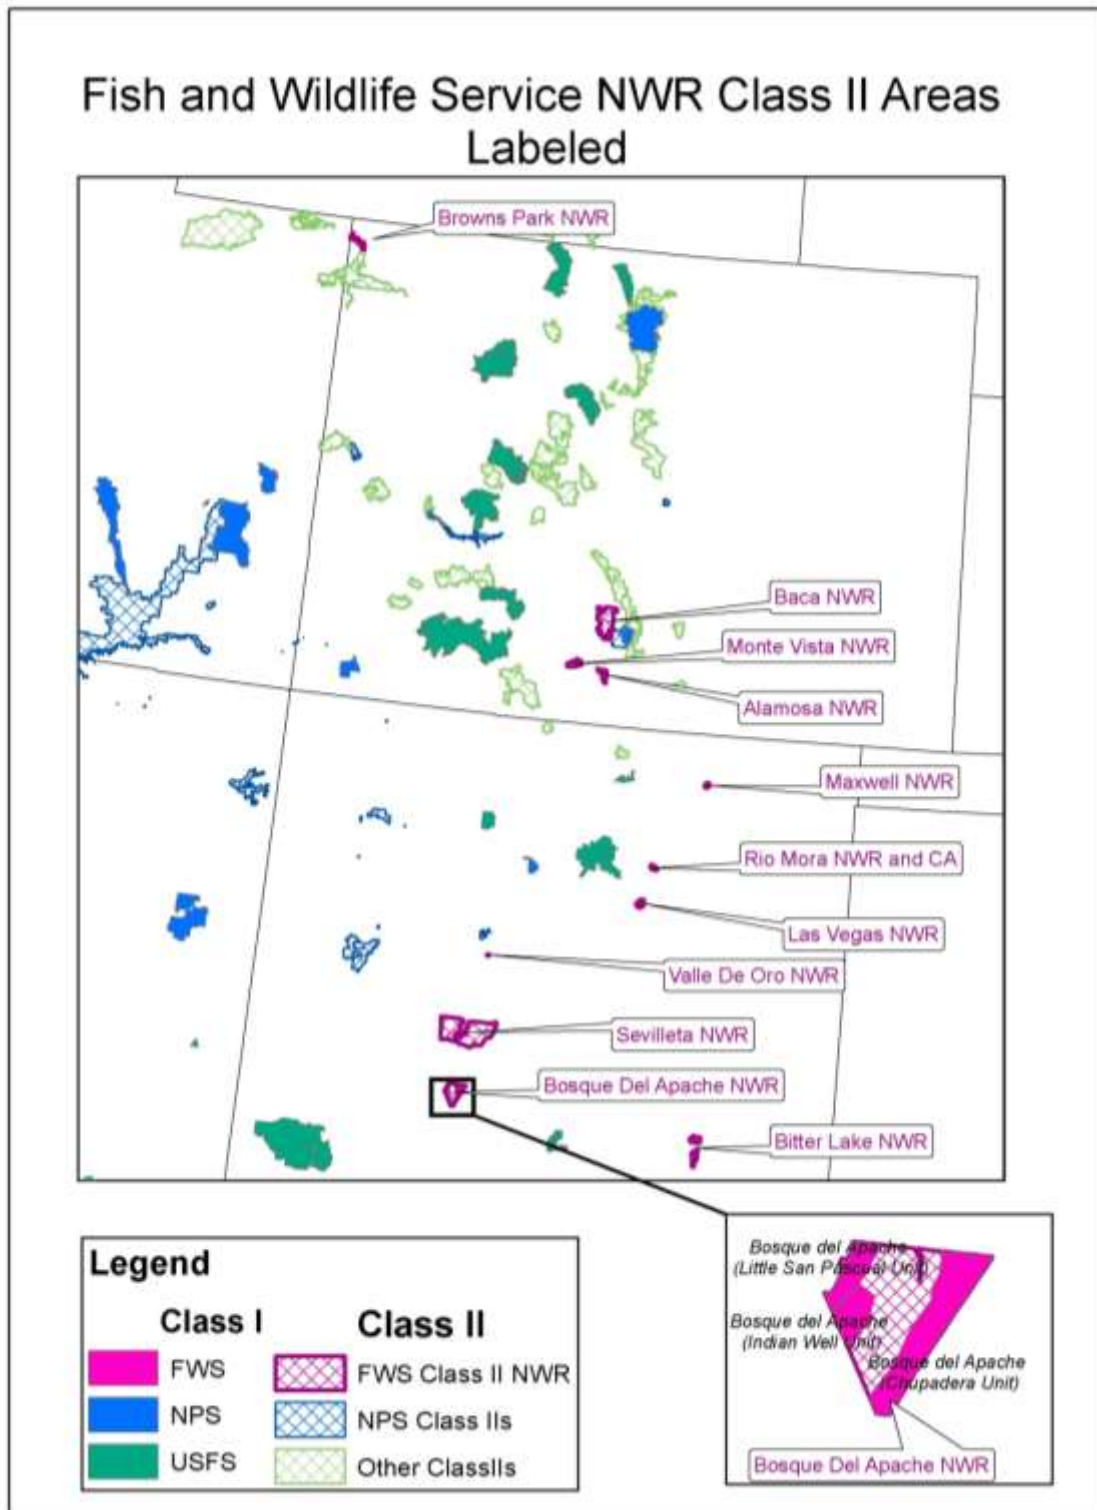 Fish and Wildlife Service NWR Class II Areas
Labeled
Browns Park NWR
Baca NWR
Monte Vista NWR
Alamosa NWR
Maxwell NWR
Rio Mora NWR and CA
Las Vegas NWR
Valle De Oro NWR
Sevilleta NWR
Bosque Del Apache NWR
Bitter Lake NWR
Legend
Class I
Class II
FWS
FWS Class II NWR
NPS
NPS Class IIs
USFS
Other ClassIIs
Bosque del Apache
(Little San Pascual Unit)
Bosque del Apache
(Indian Well Unit)
Bosque del Apache
(Chupadera Unit)
Bosque Del Apache NWR